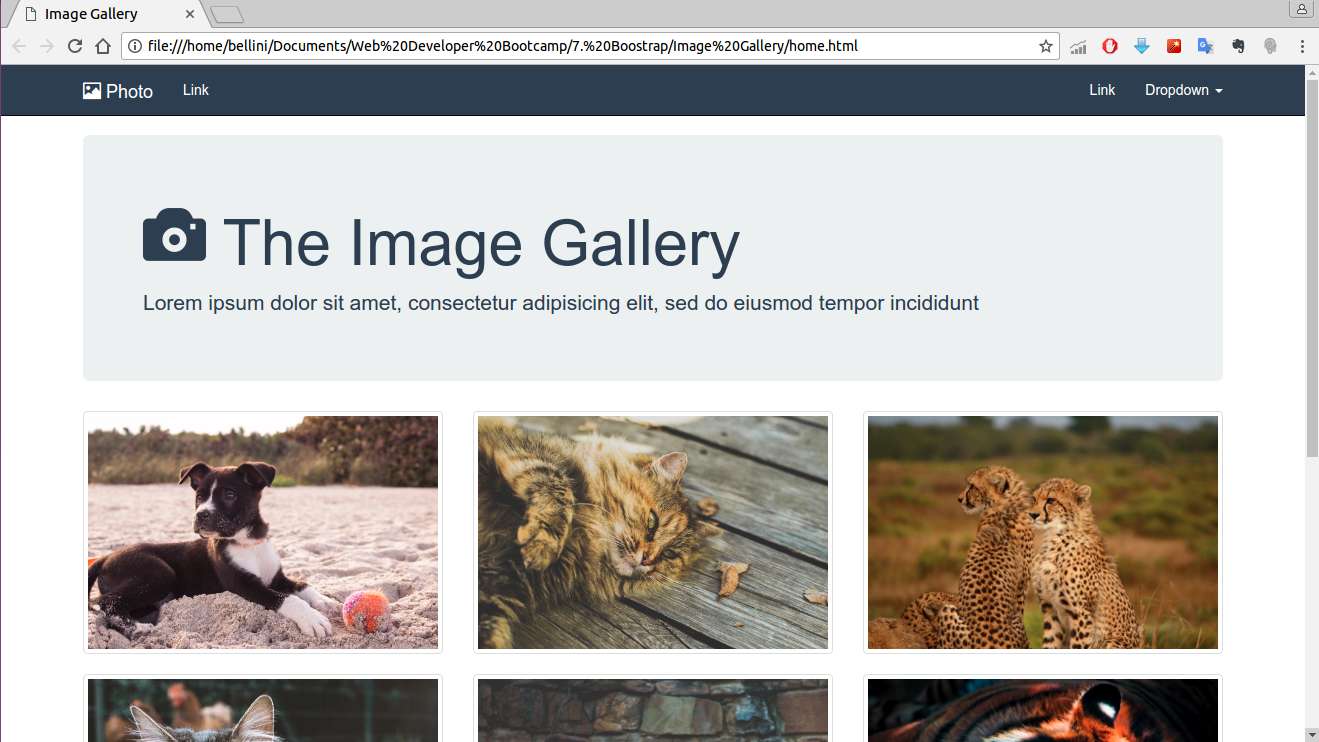 Image Gallery
file:///home/bellini/Documents/Web%20Developer%20Bootcamp/7.%20Boostrap/Image%20Gallery/home.html
Photo Link Link Dropdown
The Image Gallery
Lorem ipsum dolor sit amet, consectetur adipisicing elit, sed do eiusmod tempor incididunt